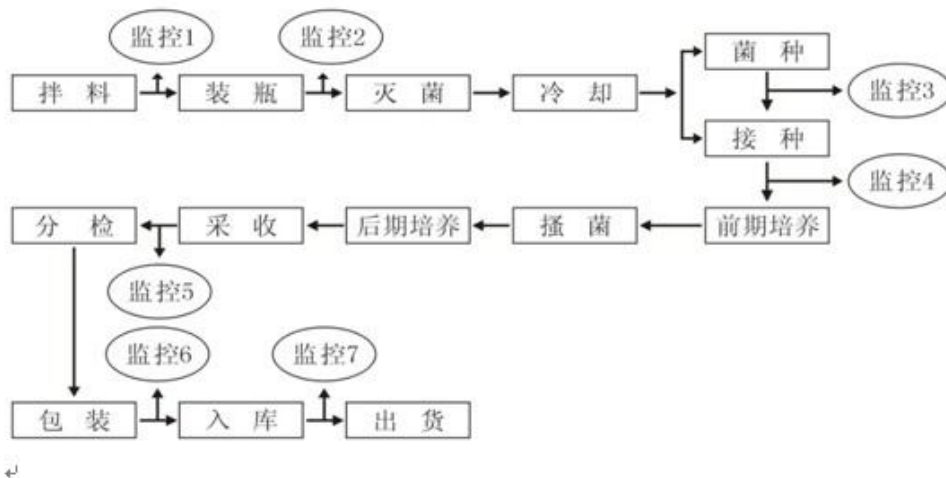 监控1
监控2
拌料
装瓶
灭菌
冷却
菌种
监控3
接种
监控4
分检
采收
后期培养
搔菌
前期培养
监控5
监控6
监控7
包装
入库
出货